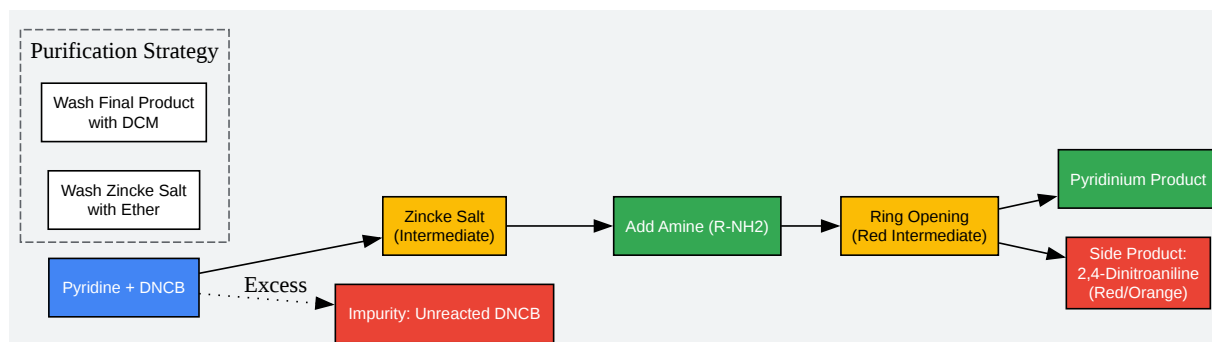 Purification Strategy
Wash Final Product
with DCM
Wash Zincke Salt
with Ether
Pyridine + DNCB
Excess
Impurity: Unreacted DNCB
Zincke Salt
(Intermediate)
Add Amine (R-NH2)
Ring Opening
(Red Intermediate)
Pyridinium Product
Side Product:
2,4-Dinitroaniline
(Red/Orange)